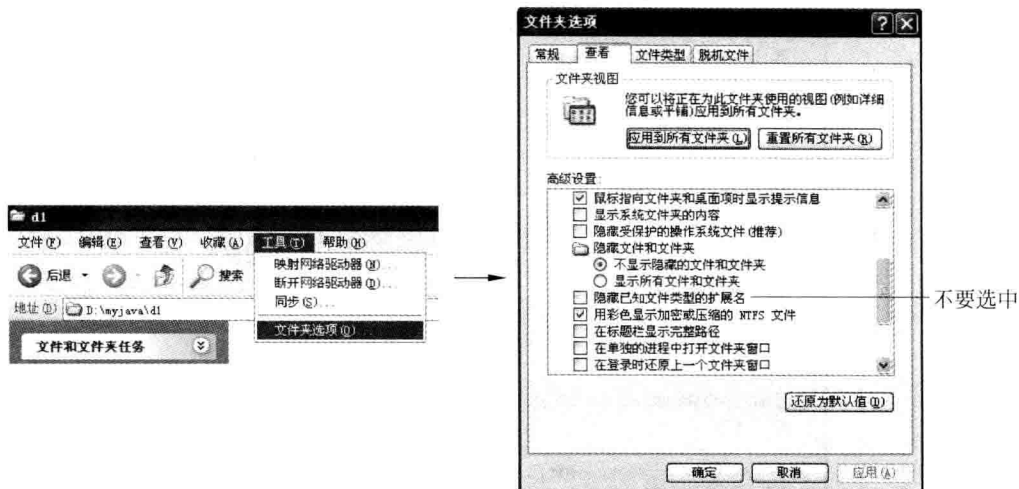 d1
文件(F) 编辑(E) 查看(V) 收藏(A) 工具(T) 帮助(H)
后退 搜索
地址(D) D:\myjava\d1
文件和文件夹任务
映射网络驱动器(N)...
断开网络驱动器(D)...
同步(S)...
文件夹选项(O)...
文件夹选项
常规 查看 文件类型 脱机文件
文件夹视图
您可以将正在为此文件夹使用的视图(例如详细
信息或平铺)应用到所有文件夹。
应用到所有文件夹(L) 重置所有文件夹(R)
高级设置:
鼠标指向文件夹和桌面项时显示提示信息
显示系统文件夹的内容
隐藏受保护的操作系统文件(推荐)
隐藏文件和文件夹
不显示隐藏的文件和文件夹
显示所有文件和文件夹
隐藏已知文件类型的扩展名
用彩色显示加密或压缩的 NTFS 文件
在标题栏显示完整路径
在单独的进程中打开文件夹窗口
在登录时还原上一个文件夹窗口
还原为默认值(D)
确定 取消 应用(A)
不要选中